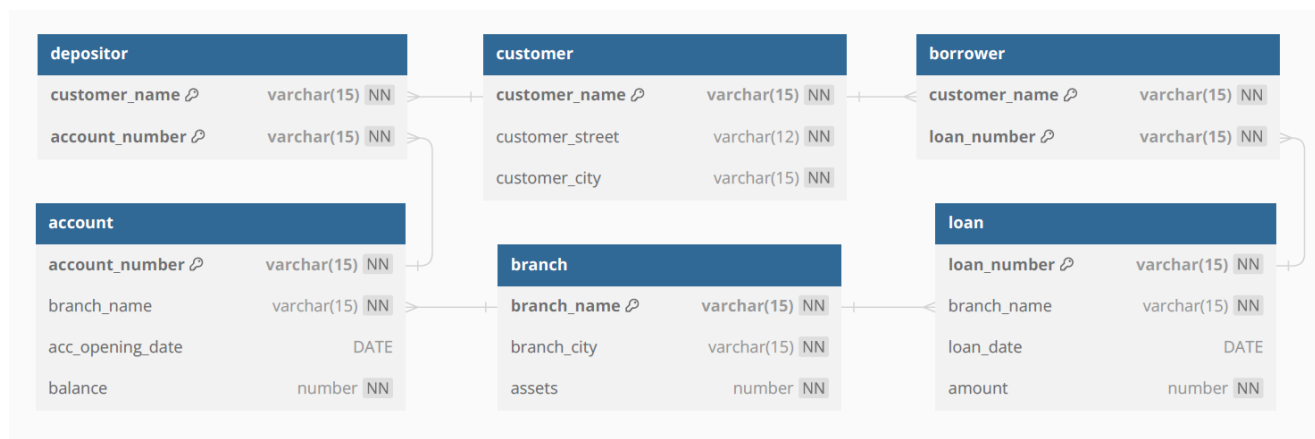 depositor
customer_name varchar(15) NN
account_number varchar(15) NN
customer
customer_name varchar(15) NN
customer_street varchar(12) NN
customer_city varchar(15) NN
borrower
customer_name varchar(15) NN
loan_number varchar(15) NN
account
account_number varchar(15) NN
branch_name varchar(15) NN
acc_opening_date DATE
balance number NN
branch
branch_name varchar(15) NN
branch_city varchar(15) NN
assets number NN
loan
loan_number varchar(15) NN
branch_name varchar(15) NN
loan_date DATE
amount number NN